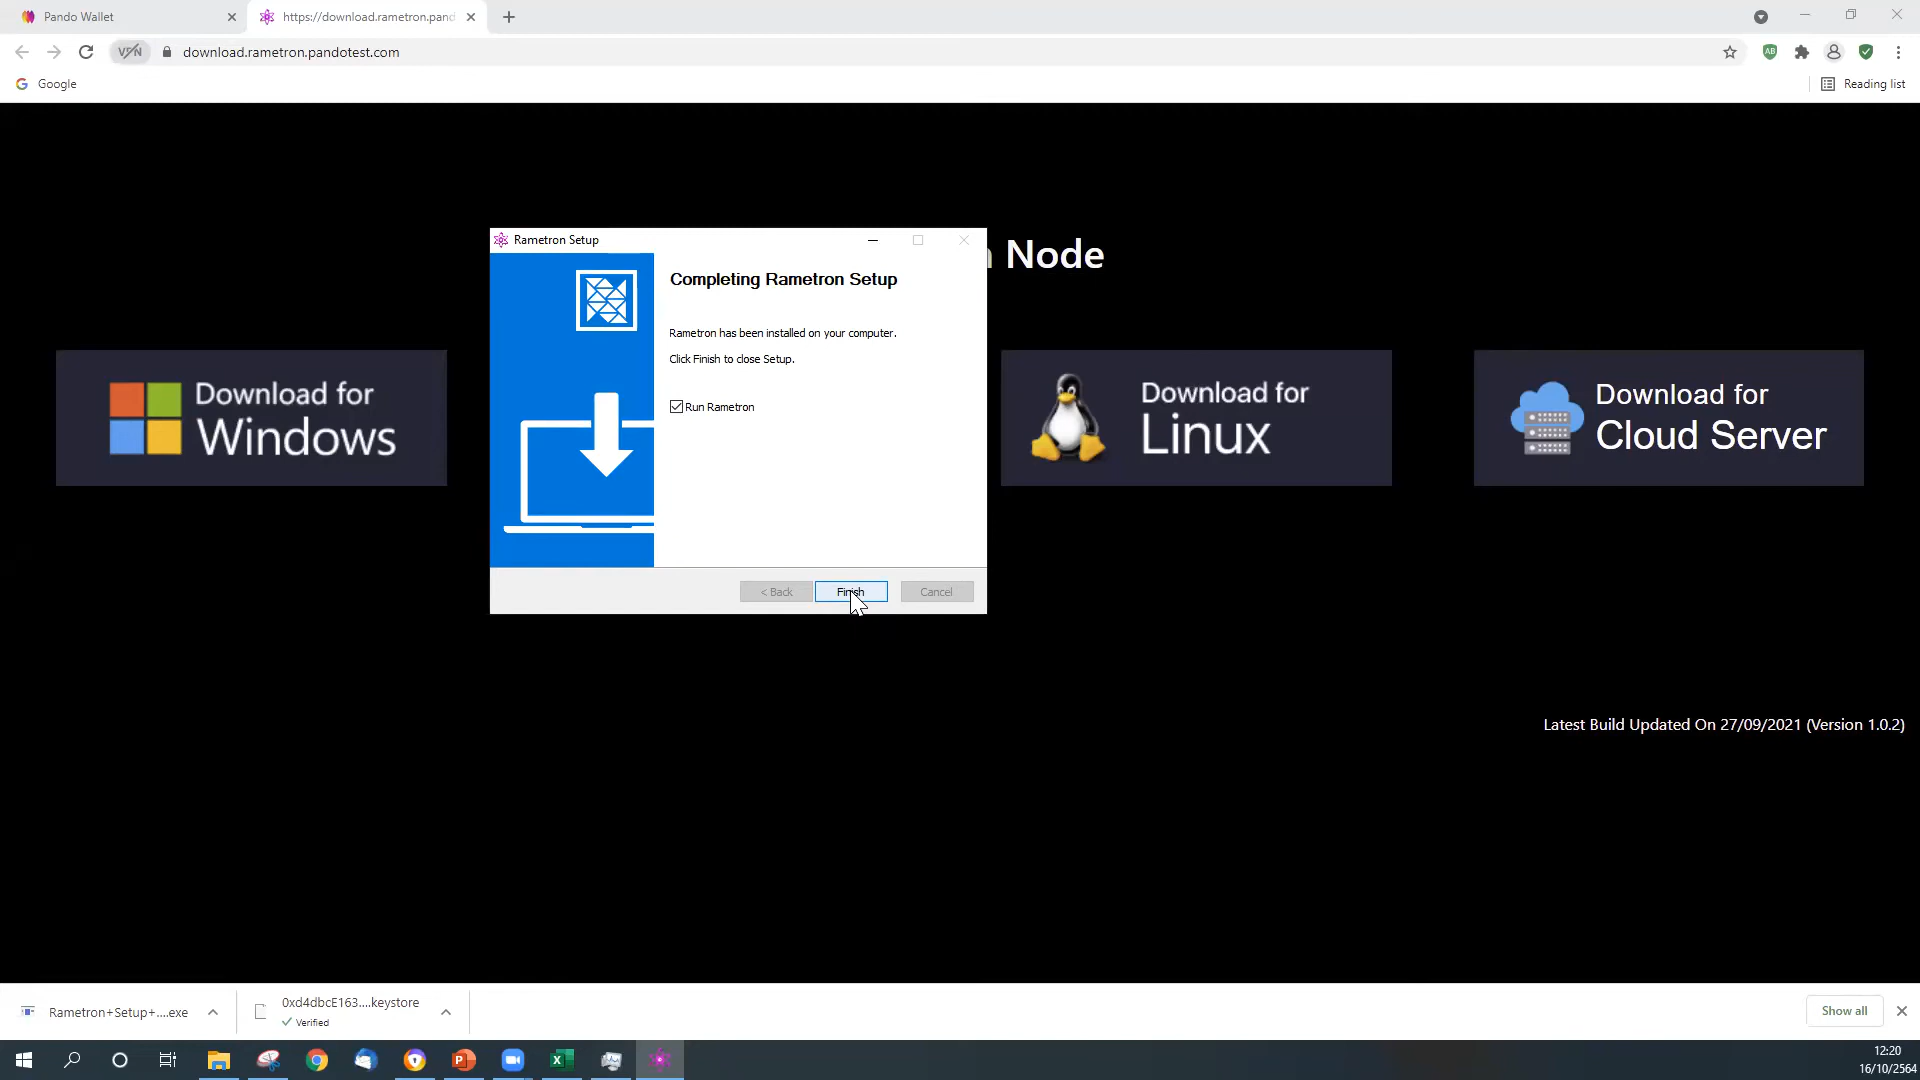 Pando Wallet
https://download.rametron.pand
VPN
download.rametron.pandotest.com
Google
Reading list
Node
Rametron Setup
Completing Rametron Setup
Rametron has been installed on your computer.
Click Finish to close Setup.
Run Rametron
< Back
Finish
Cancel
Download for
Windows
Download for
Linux
Download for
Cloud Server
Latest Build Updated On 27/09/2021 (Version 1.0.2)
Rametron+Setup+....exe
0xd4dbcE163....keystore
Verified
Show all
12:20
16/10/2564